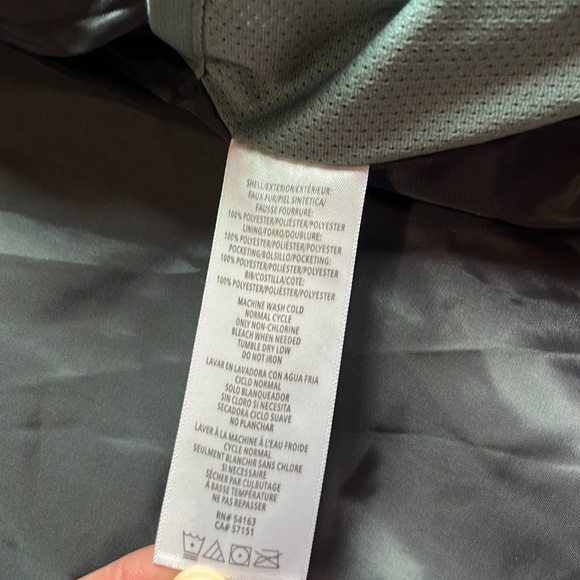 SHELL/EXTERIOR/EXTÉRIEUR:
FAUX FUR/PIEL SINTETICA/
FAUSSE FOURRURE:
100% POLYESTER/POLIÉSTER/POLYESTER
LINING/FORRO/DOUBLURE:
100% POLYESTER/POLIÉSTER/POLYESTER
POCKETING/BOLSILLO/POCKETING:
100% POLYESTER/POLIÉSTER/POLYESTER
RIB/COSTILLA/COTE:
100% POLYESTER/POLIÉSTER/POLYESTER
MACHINE WASH COLD
NORMAL CYCLE
ONLY NON-CHLORINE
BLEACH WHEN NEEDED
TUMBLE DRY LOW
DO NOT IRON
LAVAR EN LAVADORA CON AGUA FRIA
CICLO NORMAL
SOLO BLANQUEADOR
SIN CLORO SI NECESITA
SECADORA CICLO SUAVE
NO PLANCHAR
LAVER À LA MACHINE À L'EAU FROIDE
CYCLE NORMAL
SEULMENT BLANCHIR SANS CHLORE
SI NECESSAIRE
SÉCHER PAR CULBUTAGE
À BASSE TEMPÉRATURE
NE PAS REPASSER
RN# 54163
CA# 57151